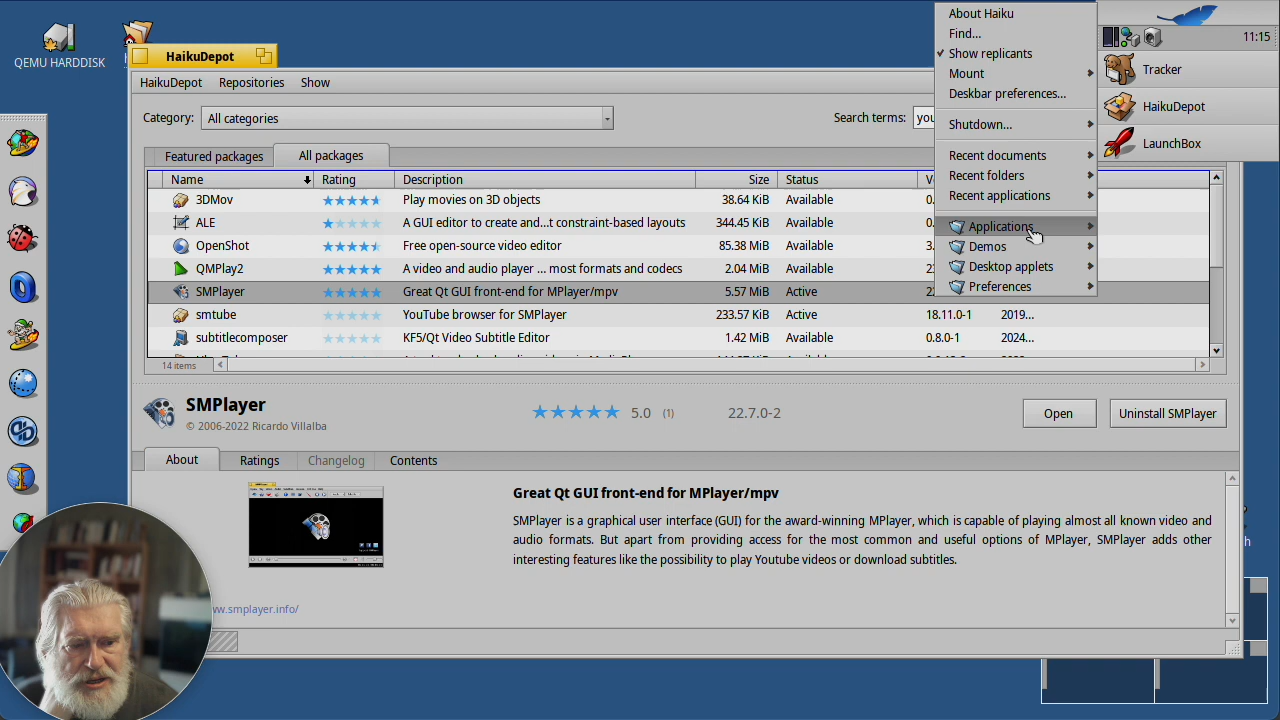 QEMU HARDDISK
HaikuDepot
HaikuDepot Repositories Show
Category: All categories
Search terms: you
Featured packages All packages
Name Rating Description Size Status
3DMov Play movies on 3D objects 38.64 KiB Available 0.
ALE A GUI editor to create and...t constraint-based layouts 344.45 KiB Available 0.
OpenShot Free open-source video editor 85.38 MiB Available 3.
QMPlay2 A video and audio player ... most formats and codecs 2.04 MiB Available
SMPlayer Great Qt GUI front-end for MPlayer/mpv 5.57 MiB Active
smtube YouTube browser for SMPlayer 233.57 KiB Active 18.11.0-1 2019...
subtitlecomposer KF5/Qt Video Subtitle Editor 1.42 MiB Available 0.8.0-1 2024...
14 items
SMPlayer
© 2006-2022 Ricardo Villalba
5.0 (1) 22.7.0-2
Open Uninstall SMPlayer
About Ratings Changelog Contents
Great Qt GUI front-end for MPlayer/mpv
SMPlayer is a graphical user interface (GUI) for the award-winning MPlayer, which is capable of playing almost all known video and
audio formats. But apart from providing access for the most common and useful options of MPlayer, SMPlayer adds other
interesting features like the possibility to play Youtube videos or download subtitles.
ww.smplayer.info/
About Haiku
Find...
Show replicants
Mount
Deskbar preferences...
Shutdown...
Recent documents
Recent folders
Recent applications
Applications
Demos
Desktop applets
Preferences
11:15
Tracker
HaikuDepot
LaunchBox